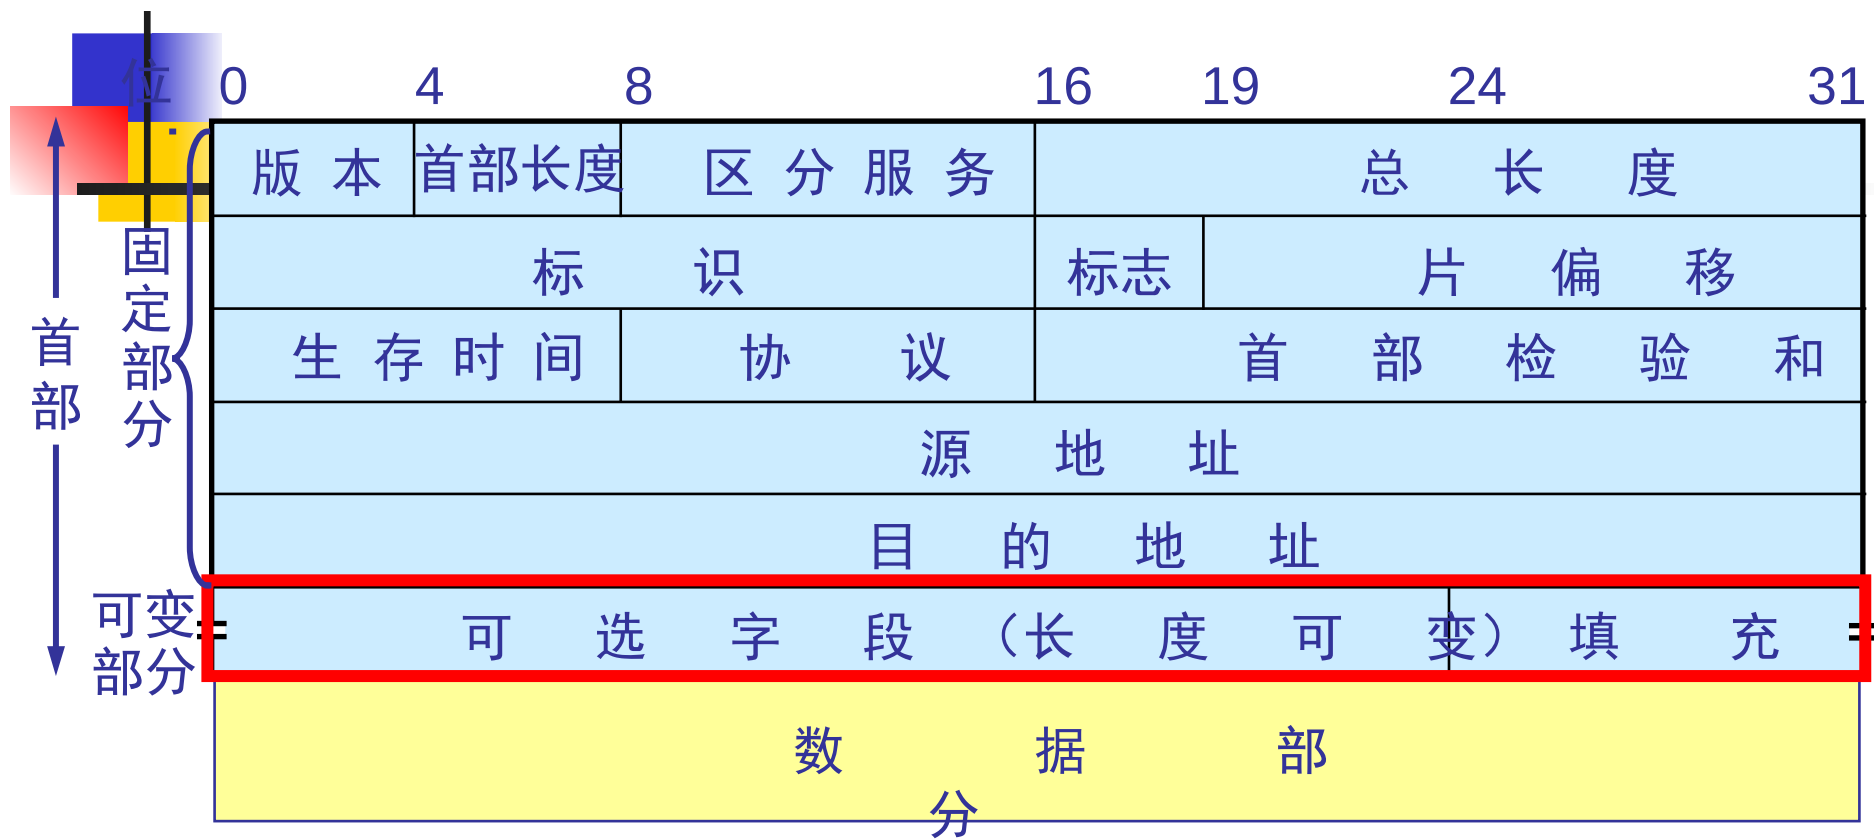 位 0 4 8 16 19 24 31
版 本 首部长度 区 分 服 务 总 长 度
标 识 标志 片 偏 移
生 存 时 间 协 议 首 部 检 验 和
源 地 址
目 的 地 址
可 选 字 段 （长 度 可 变） 填 充
数 据 部
分
首
部
固
定
部
分
可变
部分